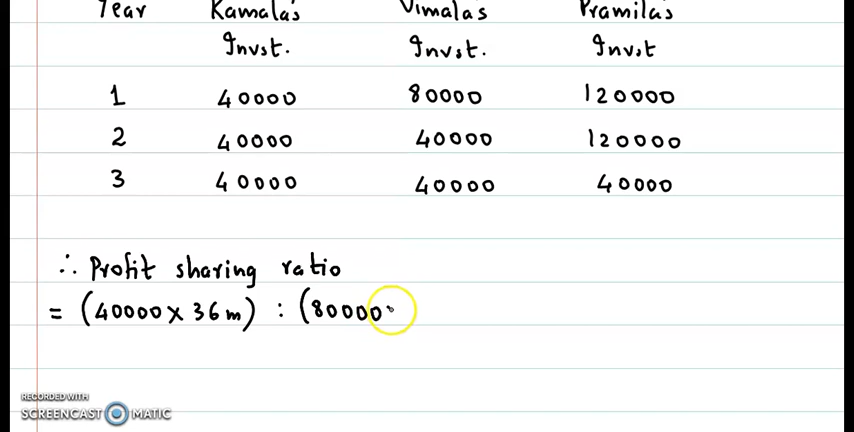 Year Kamala's Vimalas Pramila's
Invst. Invst. Invst
1 40000 80000 120000
2 40000 40000 120000
3 40000 40000 40000
∴ Profit sharing ratio
= (40000 x 36m) : (80000
RECORDED WITH
SCREENCAST MATIC